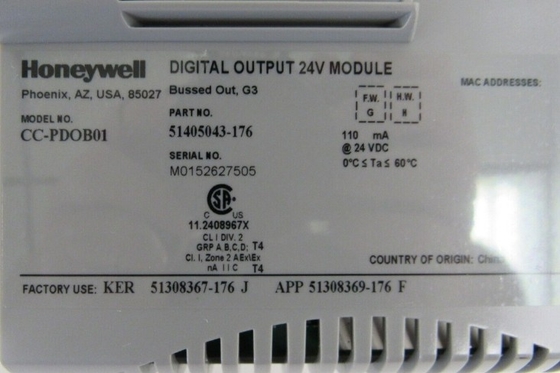 Honeywell
Phoenix, AZ, USA, 85027
MODEL NO.
CC-PDOB01
DIGITAL OUTPUT 24V MODULE
Bussed Out, G3
PART NO.
51405043-176
SERIAL NO.
M0152627505
C US
11.2408967X
CL I DIV. 2
GRP A,B,C,D; T4
Cl. I, Zone 2 AEx\Ex
nA IIC T4
F.W.
G
H.W.
H
110 mA
@ 24 VDC
0°C ≤ Ta ≤ 60°C
MAC ADDRESSES:
COUNTRY OF ORIGIN: China
FACTORY USE: KER 51308367-176 J APP 51308369-176 F